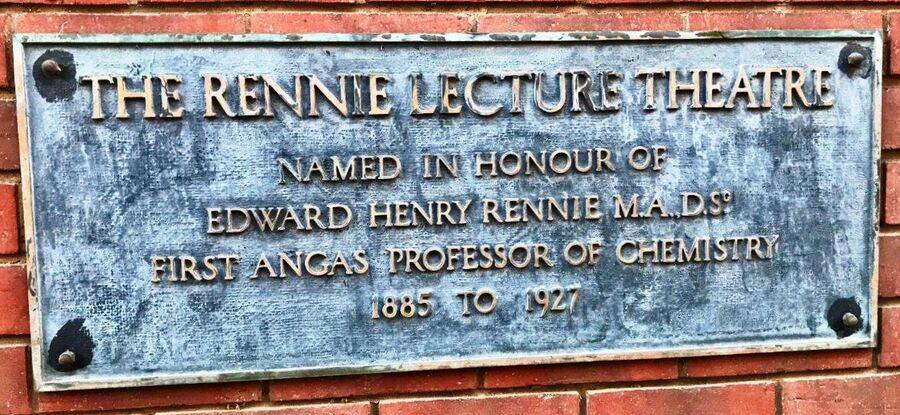 THE RENNIE LECTURE THEATRE
NAMED IN HONOUR OF
EDWARD HENRY RENNIE M.A., D.Sc
FIRST ANGAS PROFESSOR OF CHEMISTRY
1885 TO 1927